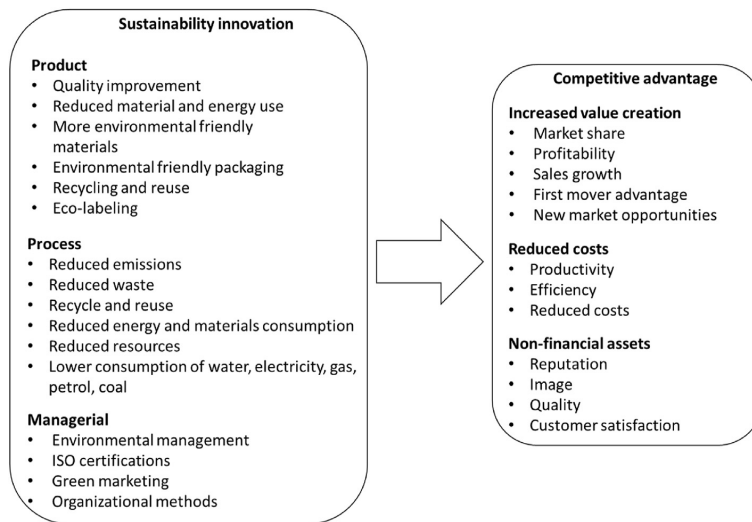 Sustainability innovation
Product
• Quality improvement
• Reduced material and energy use
• More environmental friendly
materials
• Environmental friendly packaging
• Recycling and reuse
• Eco-labeling
Process
• Reduced emissions
• Reduced waste
• Recycle and reuse
• Reduced energy and materials consumption
• Reduced resources
• Lower consumption of water, electricity, gas,
petrol, coal
Managerial
• Environmental management
• ISO certifications
• Green marketing
• Organizational methods
Competitive advantage
Increased value creation
• Market share
• Profitability
• Sales growth
• First mover advantage
• New market opportunities
Reduced costs
• Productivity
• Efficiency
• Reduced costs
Non-financial assets
• Reputation
• Image
• Quality
• Customer satisfaction